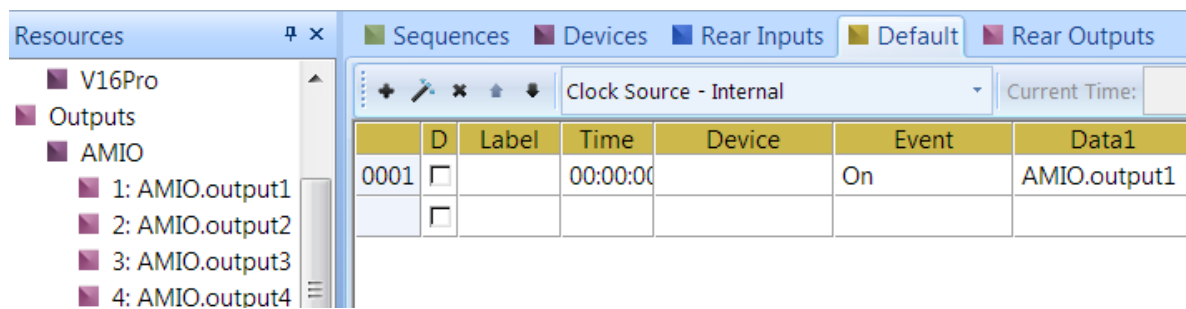 Resources
V16Pro
Outputs
AMIO
1: AMIO.output1
2: AMIO.output2
3: AMIO.output3
4: AMIO.output4
Sequences Devices Rear Inputs Default Rear Outputs
Clock Source - Internal Current Time:
D Label Time Device Event Data1
0001 00:00:00 On AMIO.output1